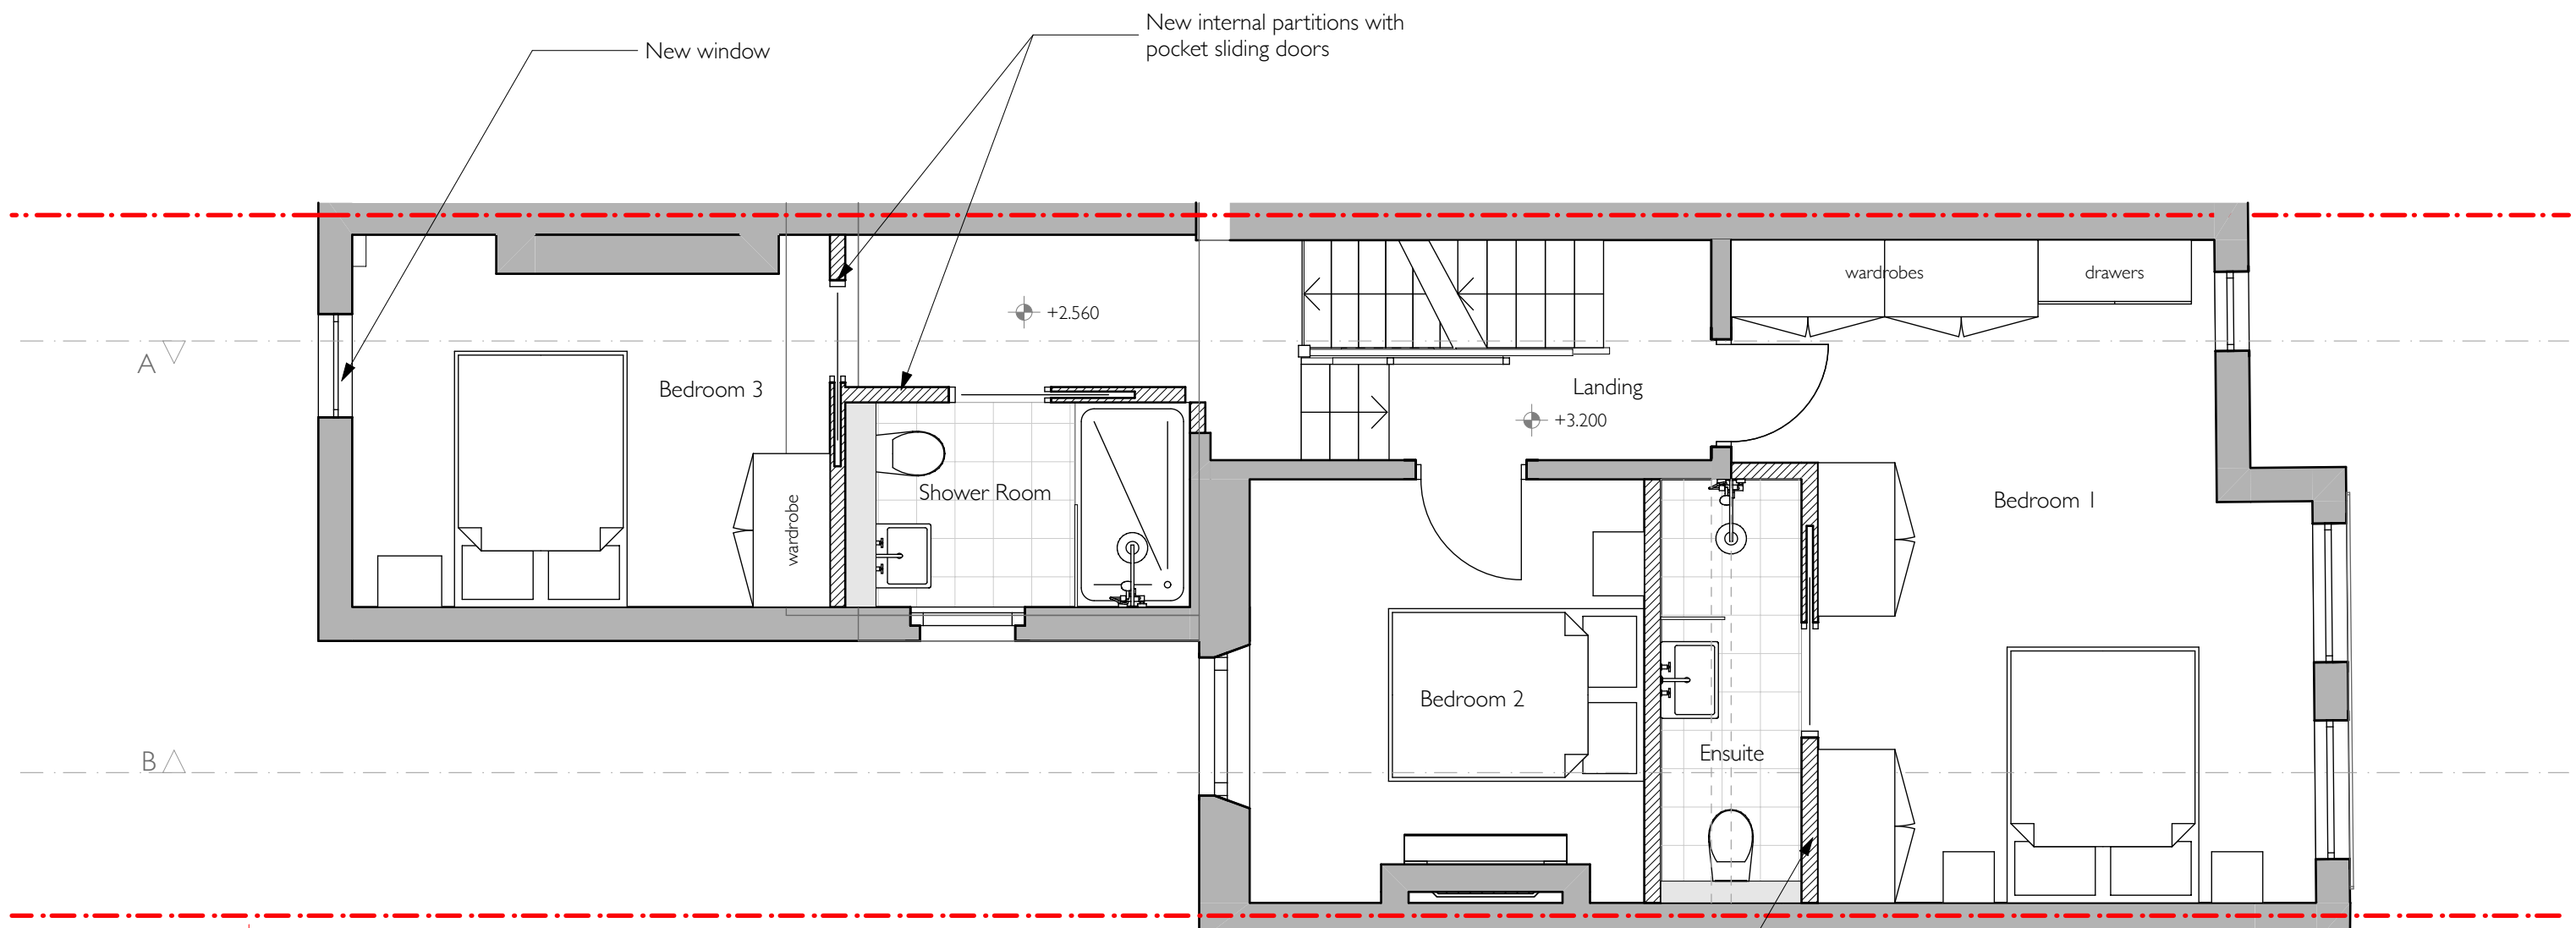 New internal partitions with
pocket sliding doors
New window
wardrobes
drawers
+2.560
A
Bedroom 3
Landing
+3.200
Shower Room
Bedroom 1
wardrobe
Bedroom 2
Ensuite
B